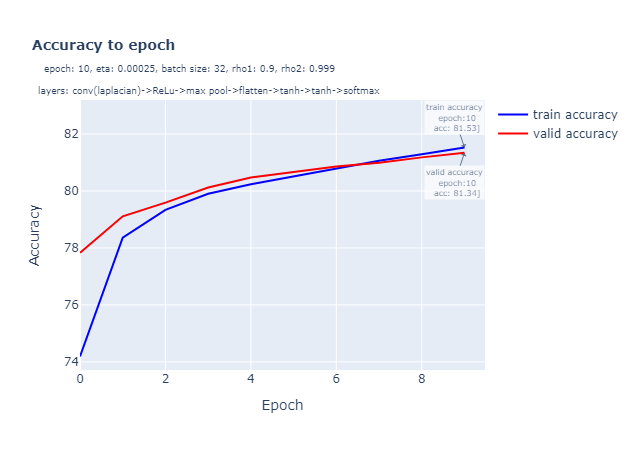 Accuracy to epoch
epoch: 10, eta: 0.00025, batch size: 32, rho1: 0.9, rho2: 0.999
layers: conv(laplacian)->ReLu->max pool->flatten->tanh->tanh->softmax
train accuracy
epoch:10
acc: 81.53]
valid accuracy
epoch:10
acc: 81.34]
train accuracy
valid accuracy
82
80
78
76
74
Accuracy
0 2 4 6 8
Epoch